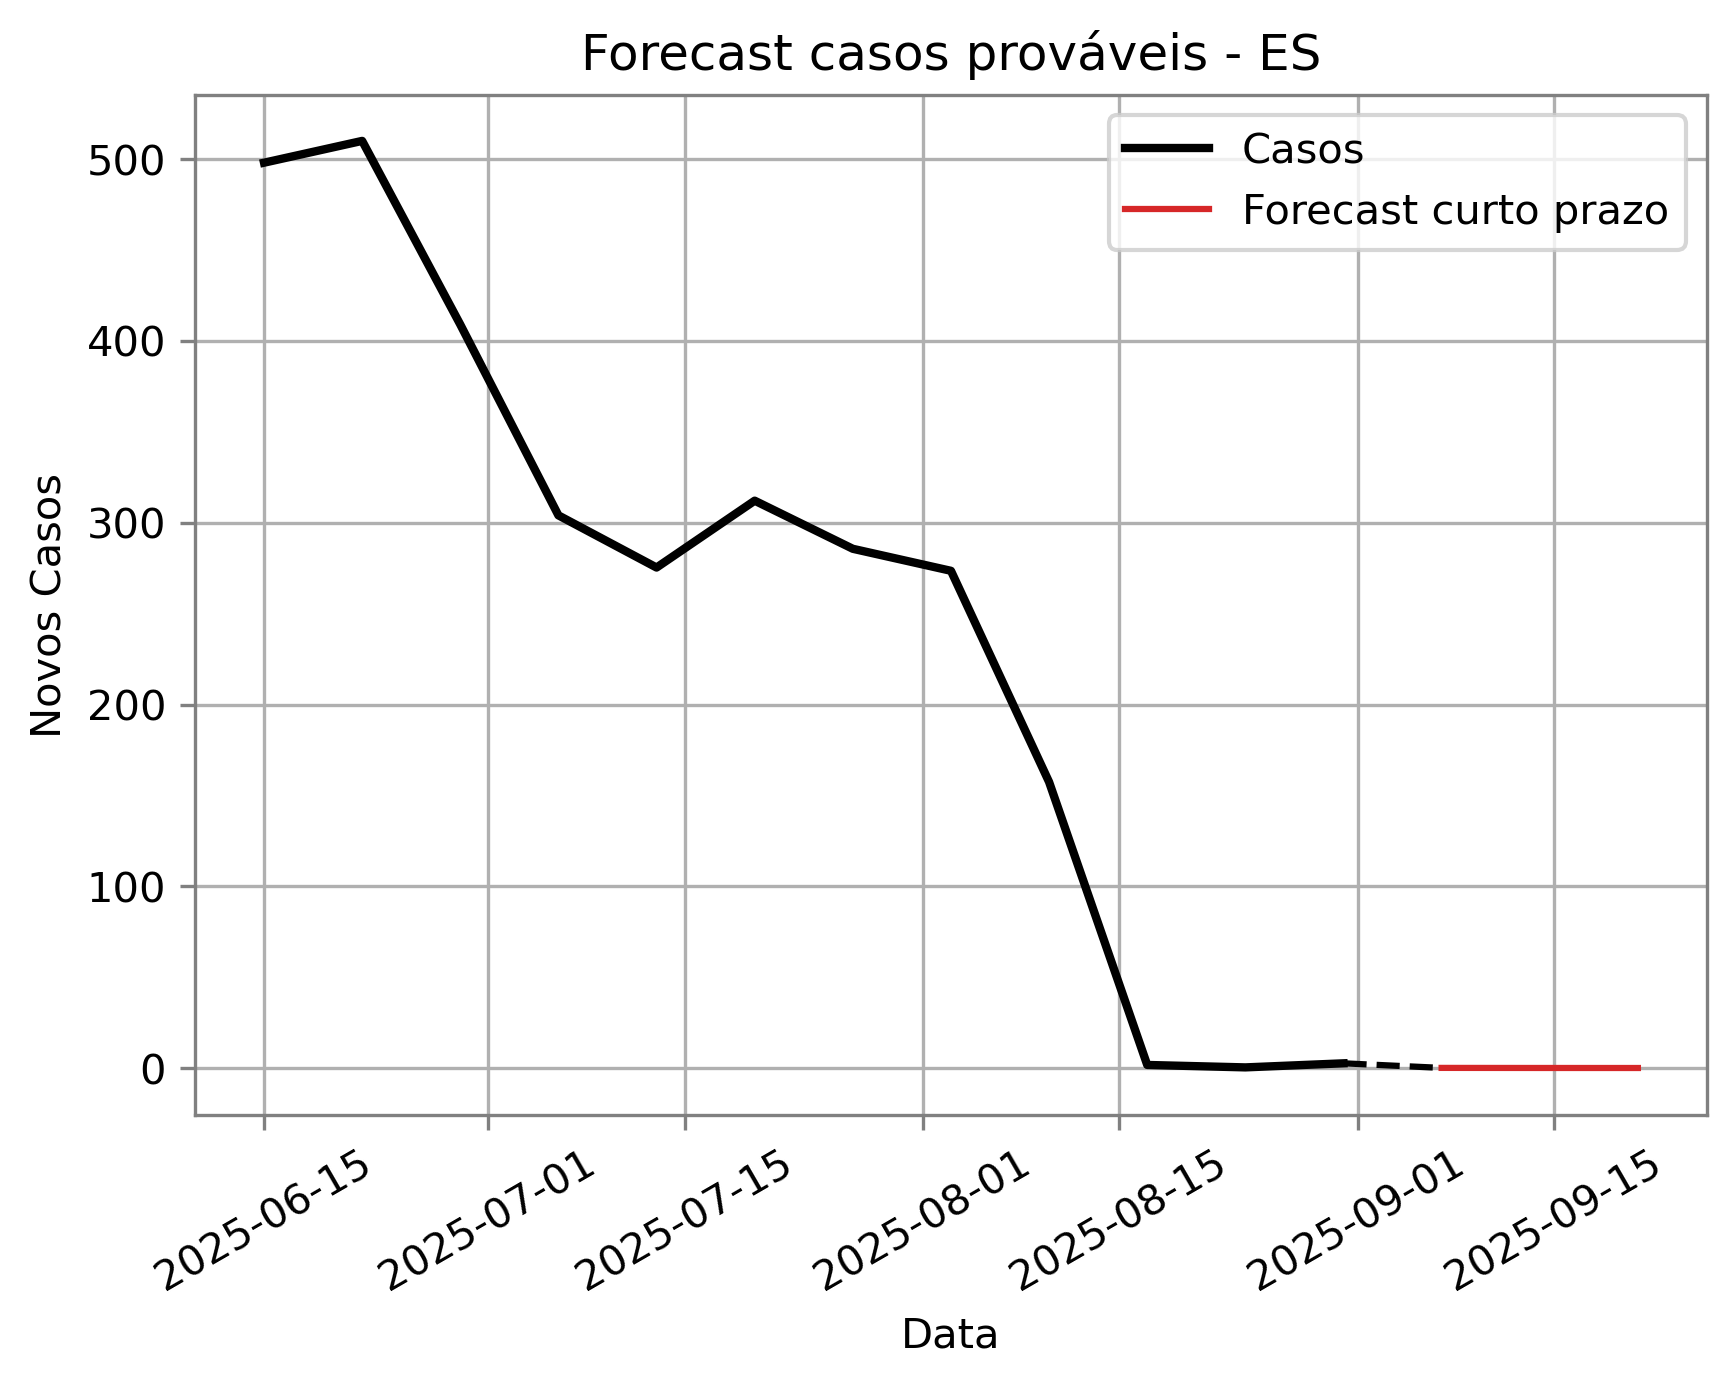 Forecast casos prováveis - ES
Casos
Forecast curto prazo
Novos Casos
500
400
300
200
100
0
2025-06-15
2025-07-01
2025-07-15
2025-08-01
2025-08-15
2025-09-01
2025-09-15
Data